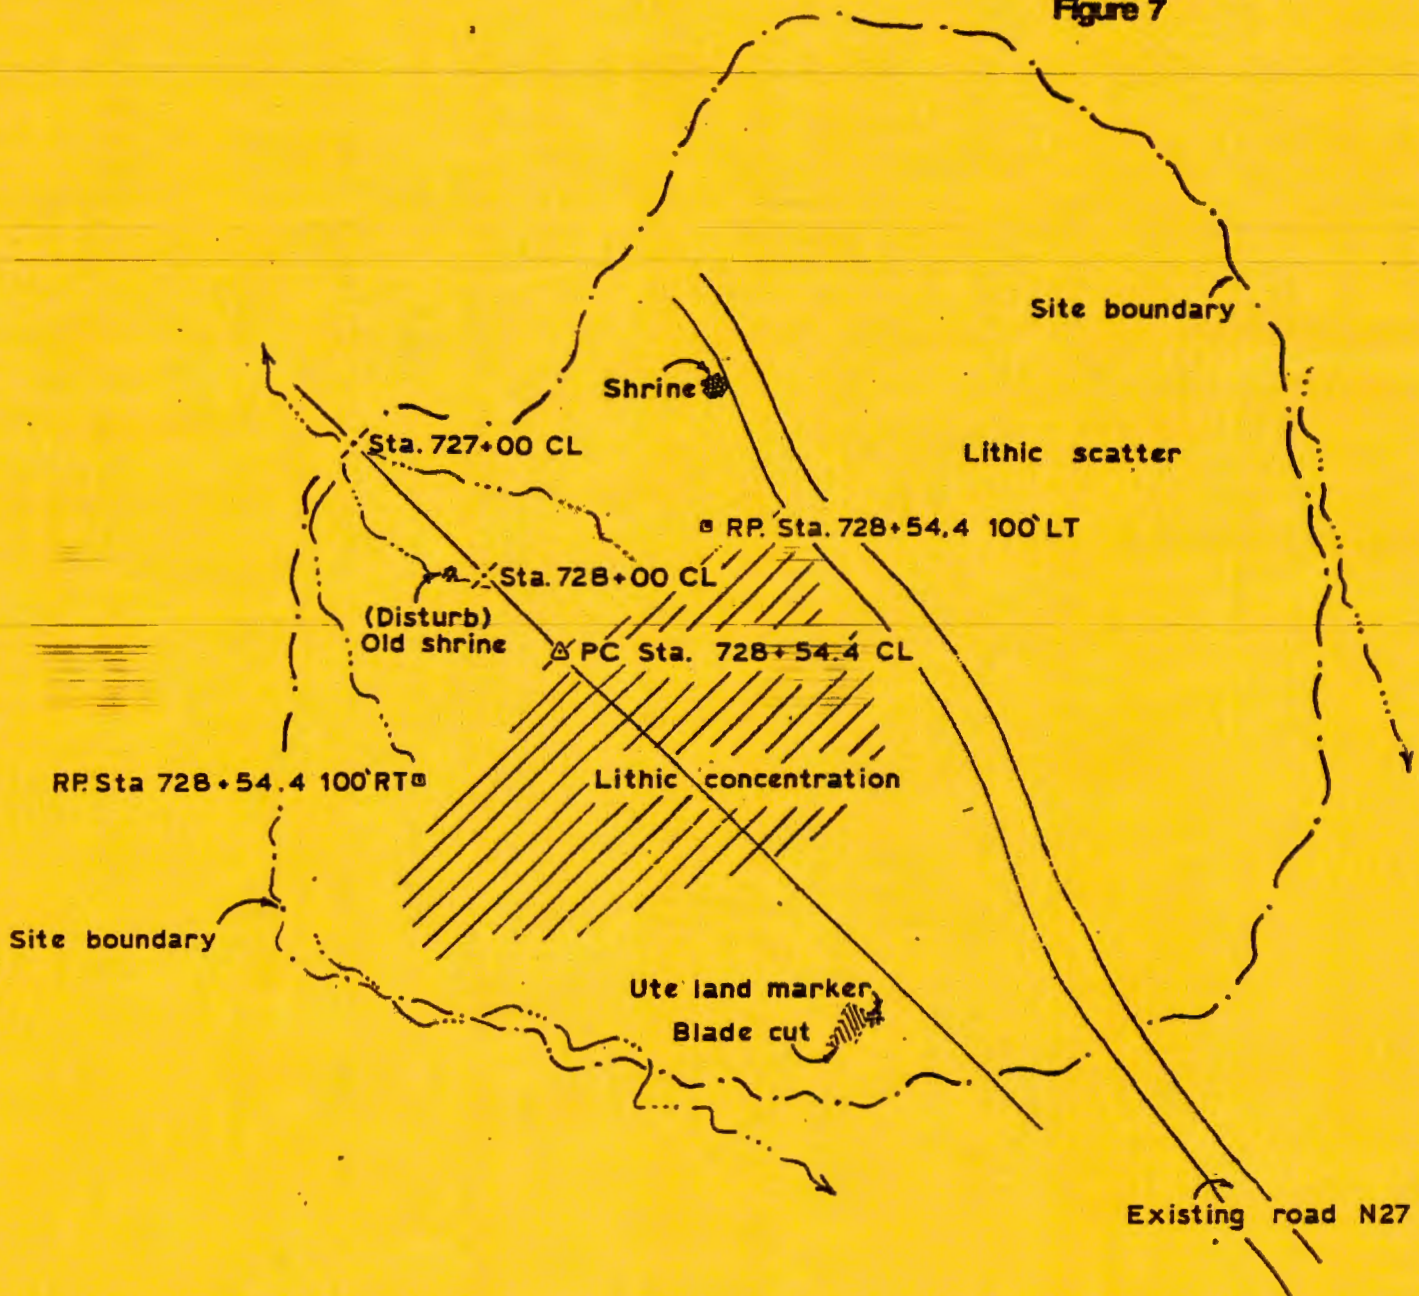 Figure 7
Site boundary
Shrine
Sta. 727+00 CL
Lithic scatter
RP. Sta. 728+54.4 100' LT
Sta. 728+00 CL
(Disturb)
Old shrine
PC Sta. 728+54.4 CL
RP. Sta 728+54.4 100' RT
Lithic concentration
Site boundary
Ute land marker
Blade cut
Existing road N27